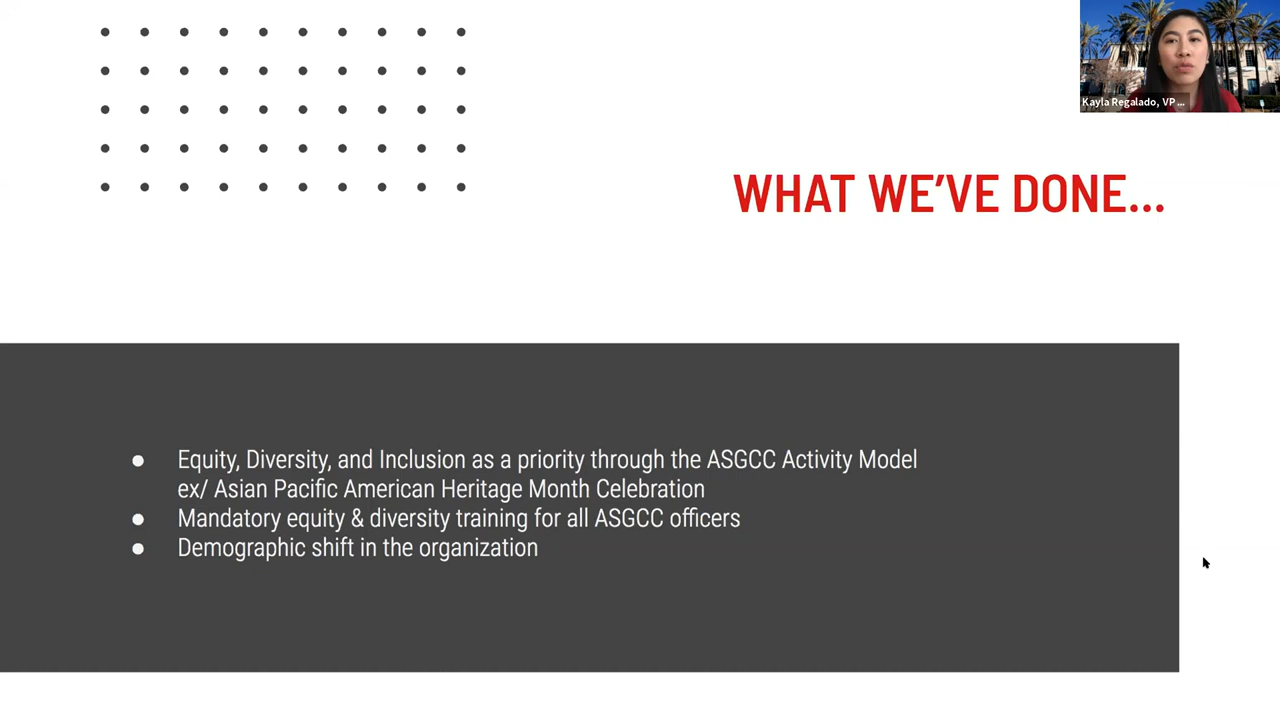 Kayla Regalado, VP ...
WHAT WE'VE DONE...
● Equity, Diversity, and Inclusion as a priority through the ASGCC Activity Model
ex/ Asian Pacific American Heritage Month Celebration
● Mandatory equity & diversity training for all ASGCC officers
● Demographic shift in the organization